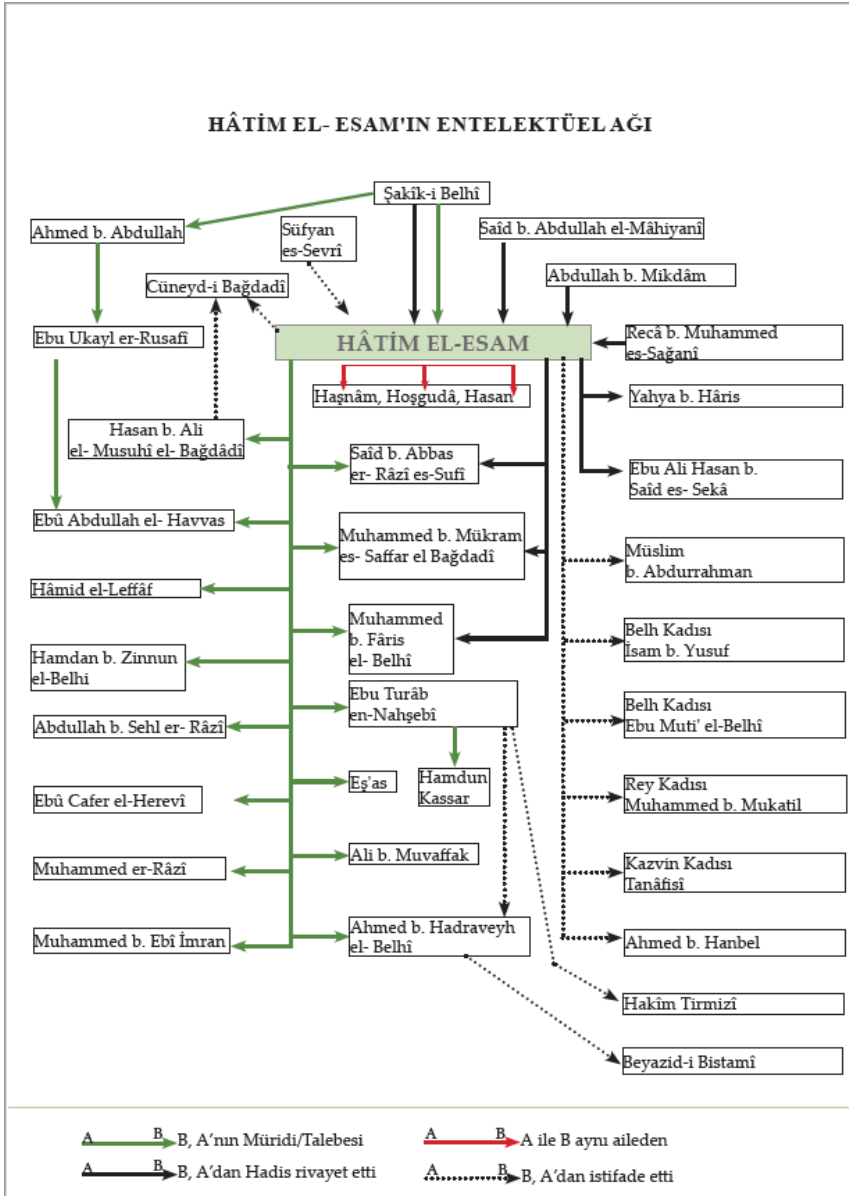 HÂTİM EL- ESAM'IN ENTELEKTÜEL AĞI
Şakîk-i Belhî
Ahmed b. Abdullah
Süfyan
es-Sevrî
Saîd b. Abdullah el-Mâhiyanî
Cüneyd-i Bağdadî
Abdullah b. Mikdâm
Ebu Ukayl er-Rusafî
HÂTİM EL-ESAM
Recâ b. Muhammed
es-Sağanî
Haşnâm, Hoşgudâ, Hasan
Yahya b. Hâris
Hasan b. Ali
el- Musuhî el- Bağdâdî
Saîd b. Abbas
er- Râzî es-Sufî
Ebu Ali Hasan b.
Saîd es- Sekâ
Ebû Abdullah el- Havvas
Muhammed b. Mükram
es- Saffar el Bağdadî
Müslim
b. Abdurrahman
Hâmid el-Leffâf
Muhammed
b. Fâris
el- Belhî
Belh Kadısı
İsam b. Yusuf
Hamdan b. Zinnun
el-Belhi
Ebu Turâb
en-Nahşebî
Belh Kadısı
Ebu Muti' el-Belhî
Abdullah b. Sehl er- Râzî
Eş'as
Hamdun
Kassar
Rey Kadısı
Muhammed b. Mukatil
Ebû Cafer el-Herevî
Muhammed er-Râzî
Ali b. Muvaffak
Kazvin Kadısı
Tanâfisî
Muhammed b. Ebî İmran
Ahmed b. Hadraveyh
el- Belhî
Ahmed b. Hanbel
Hakîm Tirmizî
Beyazid-i Bistamî
A B B, A'nın Müridi/Talebesi
A B A ile B aynı aileden
A B B, A'dan Hadis rivayet etti
A B B, A'dan istifade etti